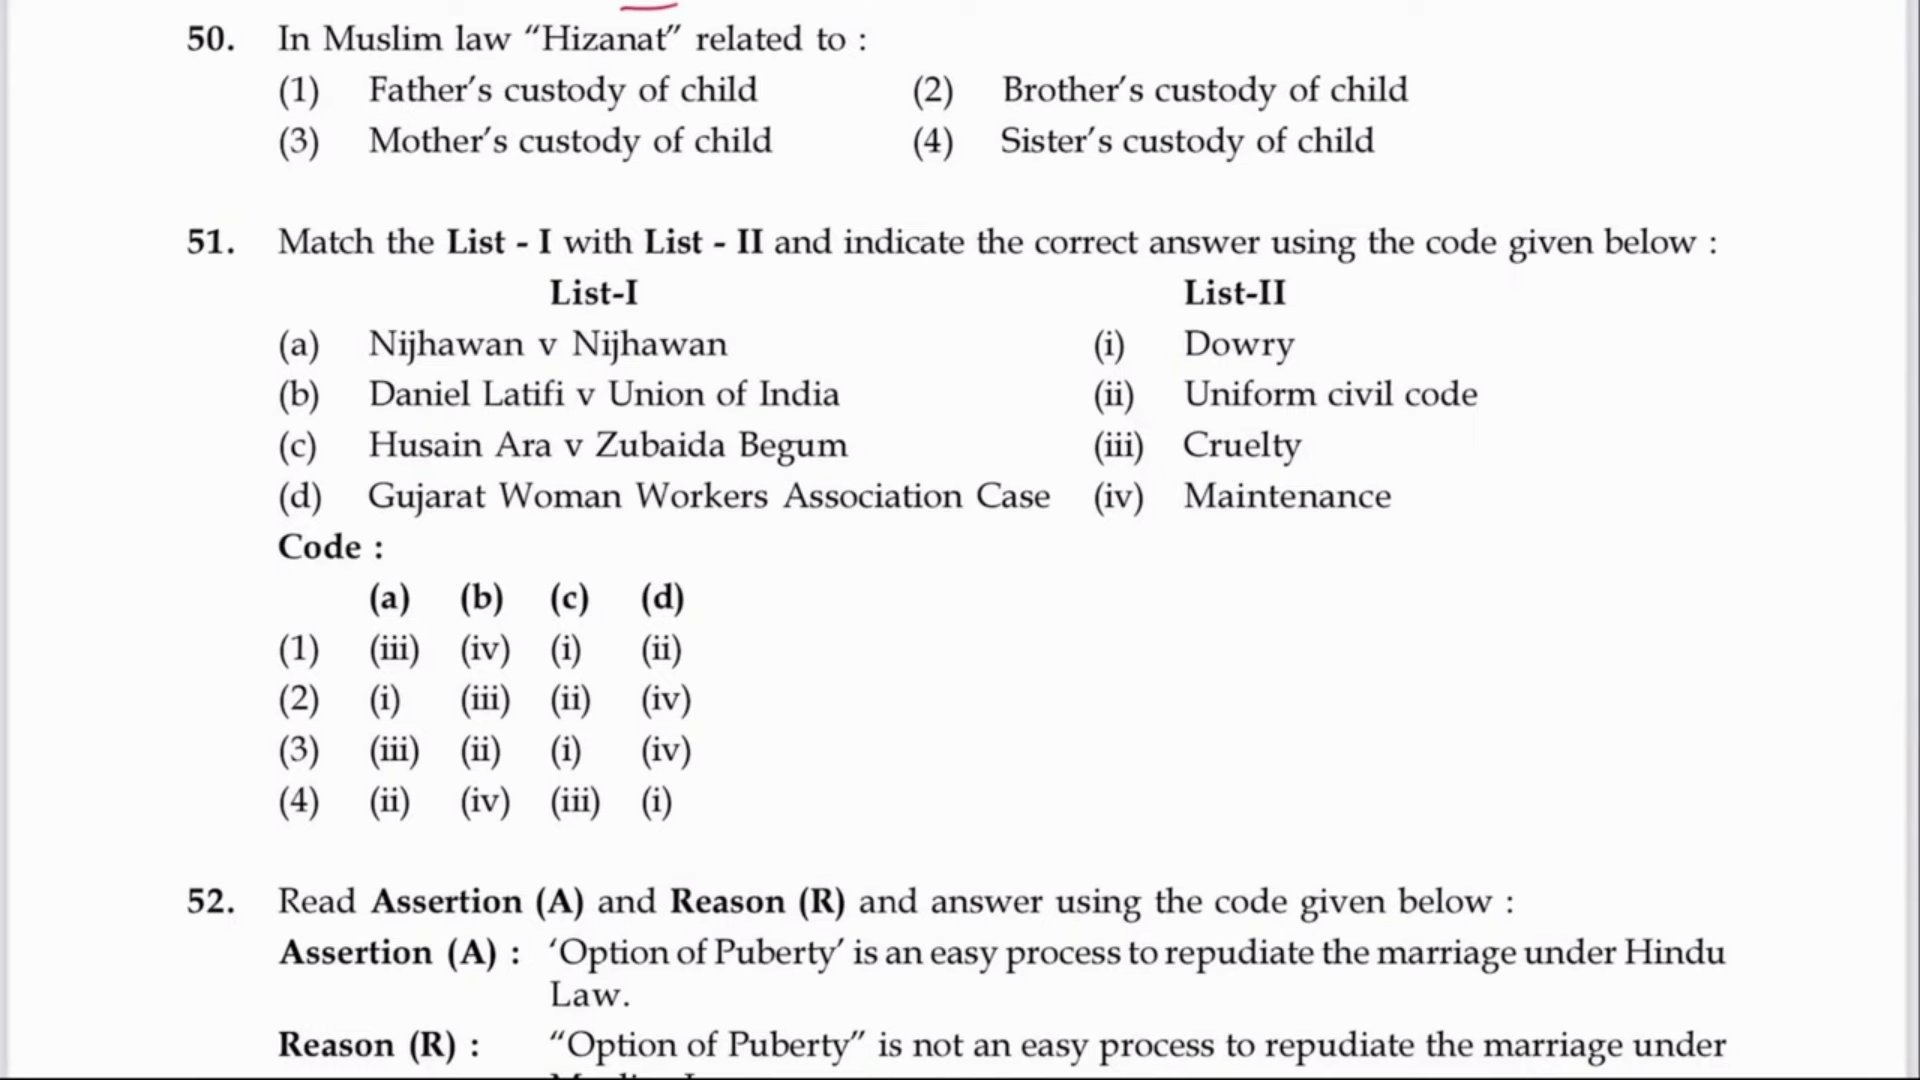 50. In Muslim law “Hizanat” related to :
(1) Father’s custody of child (2) Brother’s custody of child
(3) Mother’s custody of child (4) Sister’s custody of child
51. Match the List - I with List - II and indicate the correct answer using the code given below :
List-I List-II
(a) Nijhawan v Nijhawan (i) Dowry
(b) Daniel Latifi v Union of India (ii) Uniform civil code
(c) Husain Ara v Zubaida Begum (iii) Cruelty
(d) Gujarat Woman Workers Association Case (iv) Maintenance
Code :
(a) (b) (c) (d)
(1) (iii) (iv) (i) (ii)
(2) (i) (iii) (ii) (iv)
(3) (iii) (ii) (i) (iv)
(4) (ii) (iv) (iii) (i)
52. Read Assertion (A) and Reason (R) and answer using the code given below :
Assertion (A) : ‘Option of Puberty’ is an easy process to repudiate the marriage under Hindu
Law.
Reason (R) : “Option of Puberty” is not an easy process to repudiate the marriage under